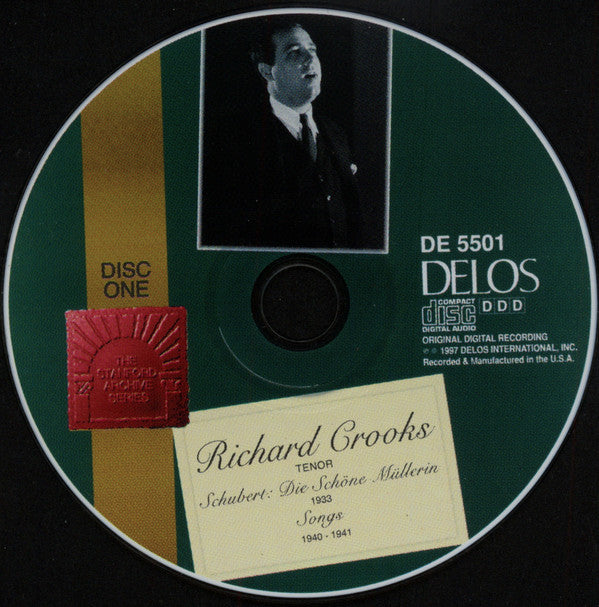 DISC
ONE
THE
STANFORD
ARCHIVE
SERIES
DE 5501
DELOS
COMPACT
disc
DIGITAL AUDIO
DDD
ORIGINAL DIGITAL RECORDING
℗ © 1997 DELOS INTERNATIONAL, INC.
Recorded & Manufactured in the U.S.A.
Richard Crooks
TENOR
Schubert: Die Schöne Müllerin
1933
Songs
1940 - 1941